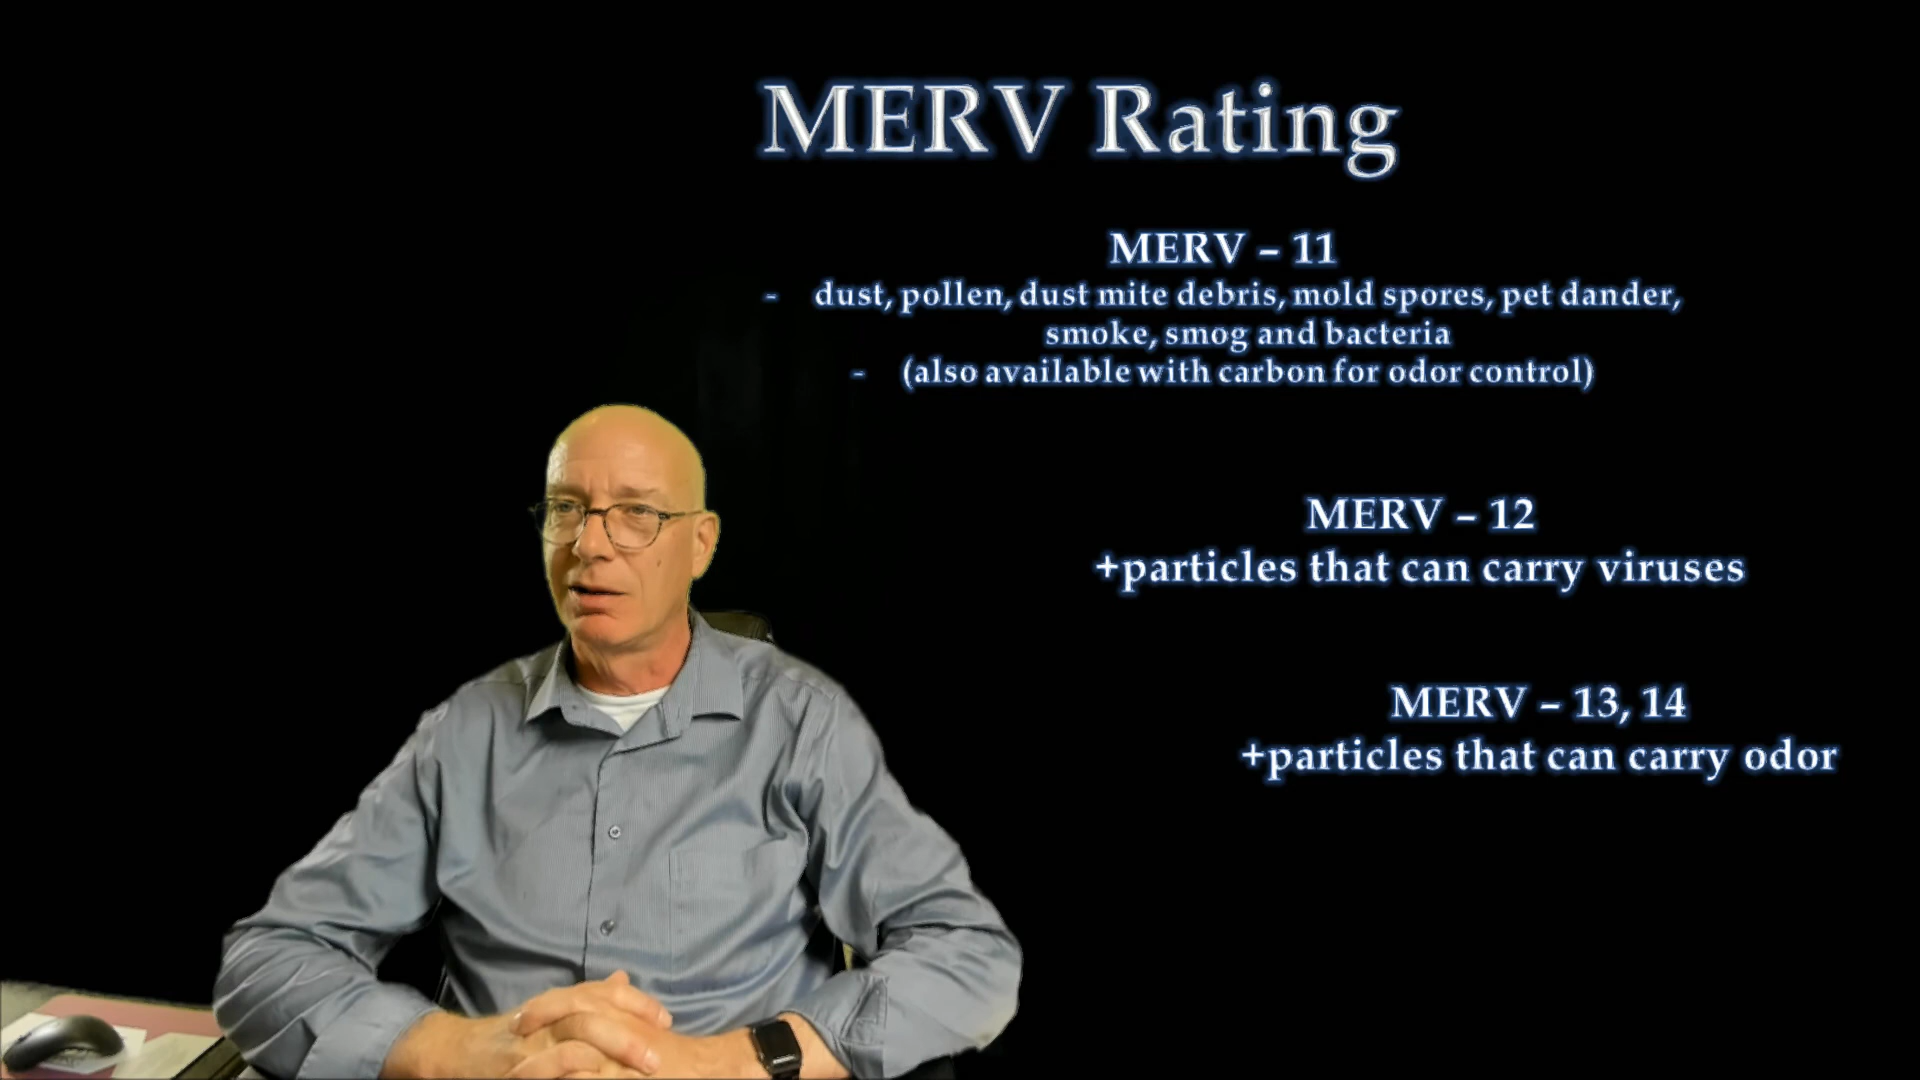 MERV Rating
MERV – 11
- dust, pollen, dust mite debris, mold spores, pet dander,
smoke, smog and bacteria
- (also available with carbon for odor control)
MERV – 12
+particles that can carry viruses
MERV – 13, 14
+particles that can carry odor